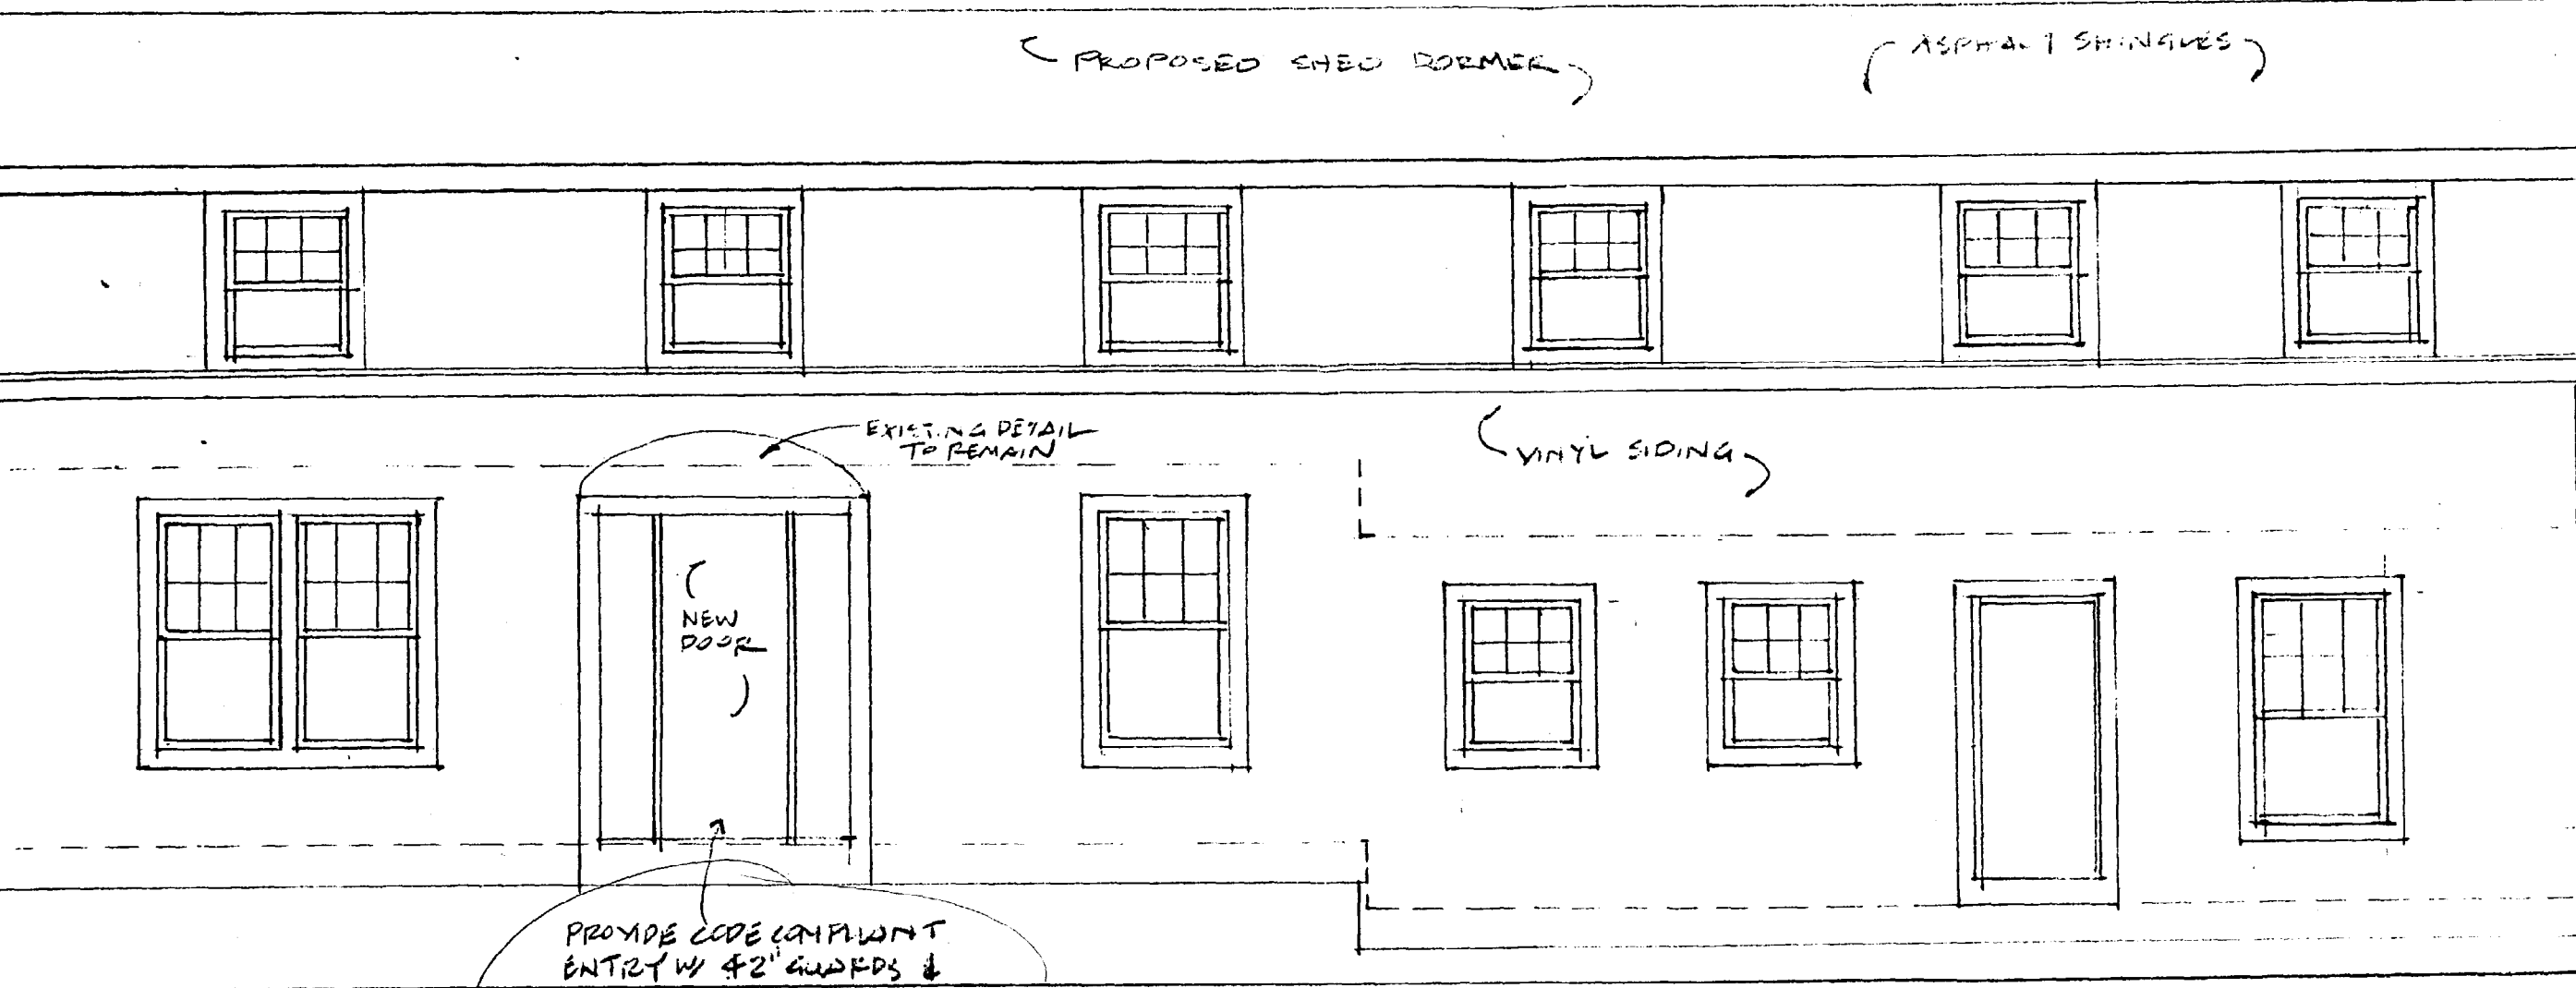 PROPOSED SHED DORMER
ASPHALT SHINGLES
EXISTING DETAIL
TO REMAIN
VINYL SIDING
NEW
DOOR
PROVIDE CODE COMPLIANT
ENTRY W/ 42" GUARDS &